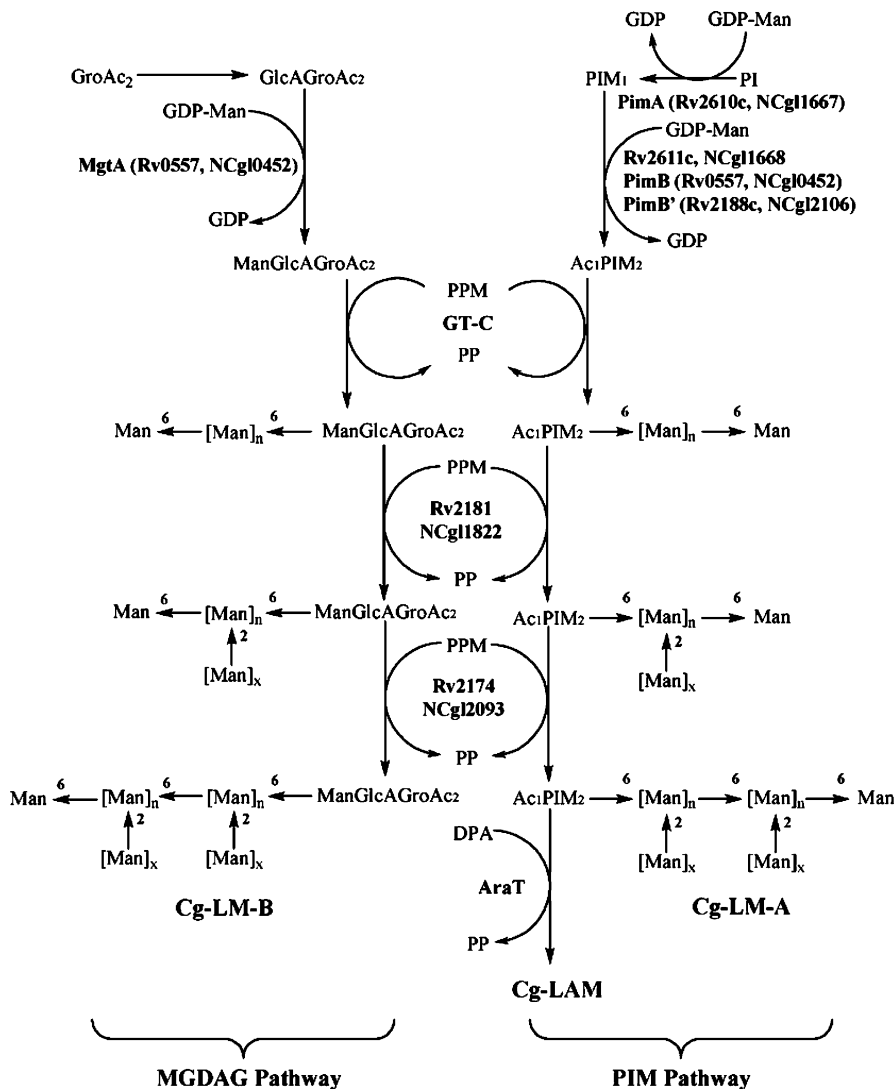 GDP GDP-Man
GroAc₂ GlcAGroAc₂ PIM₁ PI
PimA (Rv2610c, NCgl1667)
GDP-Man GDP-Man
MgtA (Rv0557, NCgl0452) Rv2611c, NCgl1668
PimB (Rv0557, NCgl0452)
PimB' (Rv2188c, NCgl2106)
GDP GDP
ManGlcAGroAc₂ Ac₁PIM₂
PPM
GT-C
PP
Man 6 [Man]n 6 ManGlcAGroAc₂ Ac₁PIM₂ 6 [Man]n 6 Man
PPM
Rv2181
NCgl1822
PP
Man 6 [Man]n 6 ManGlcAGroAc₂ Ac₁PIM₂ 6 [Man]n 6 Man
2 PPM 2
[Man]x [Man]x
Rv2174
NCgl2093
PP
Man 6 [Man]n 6 [Man]n 6 ManGlcAGroAc₂ Ac₁PIM₂ 6 [Man]n 6 [Man]n 6 Man
2 2 DPA 2 2
[Man]x [Man]x [Man]x [Man]x
Cg-LM-B AraT Cg-LM-A
PP
Cg-LAM
MGDAG Pathway PIM Pathway